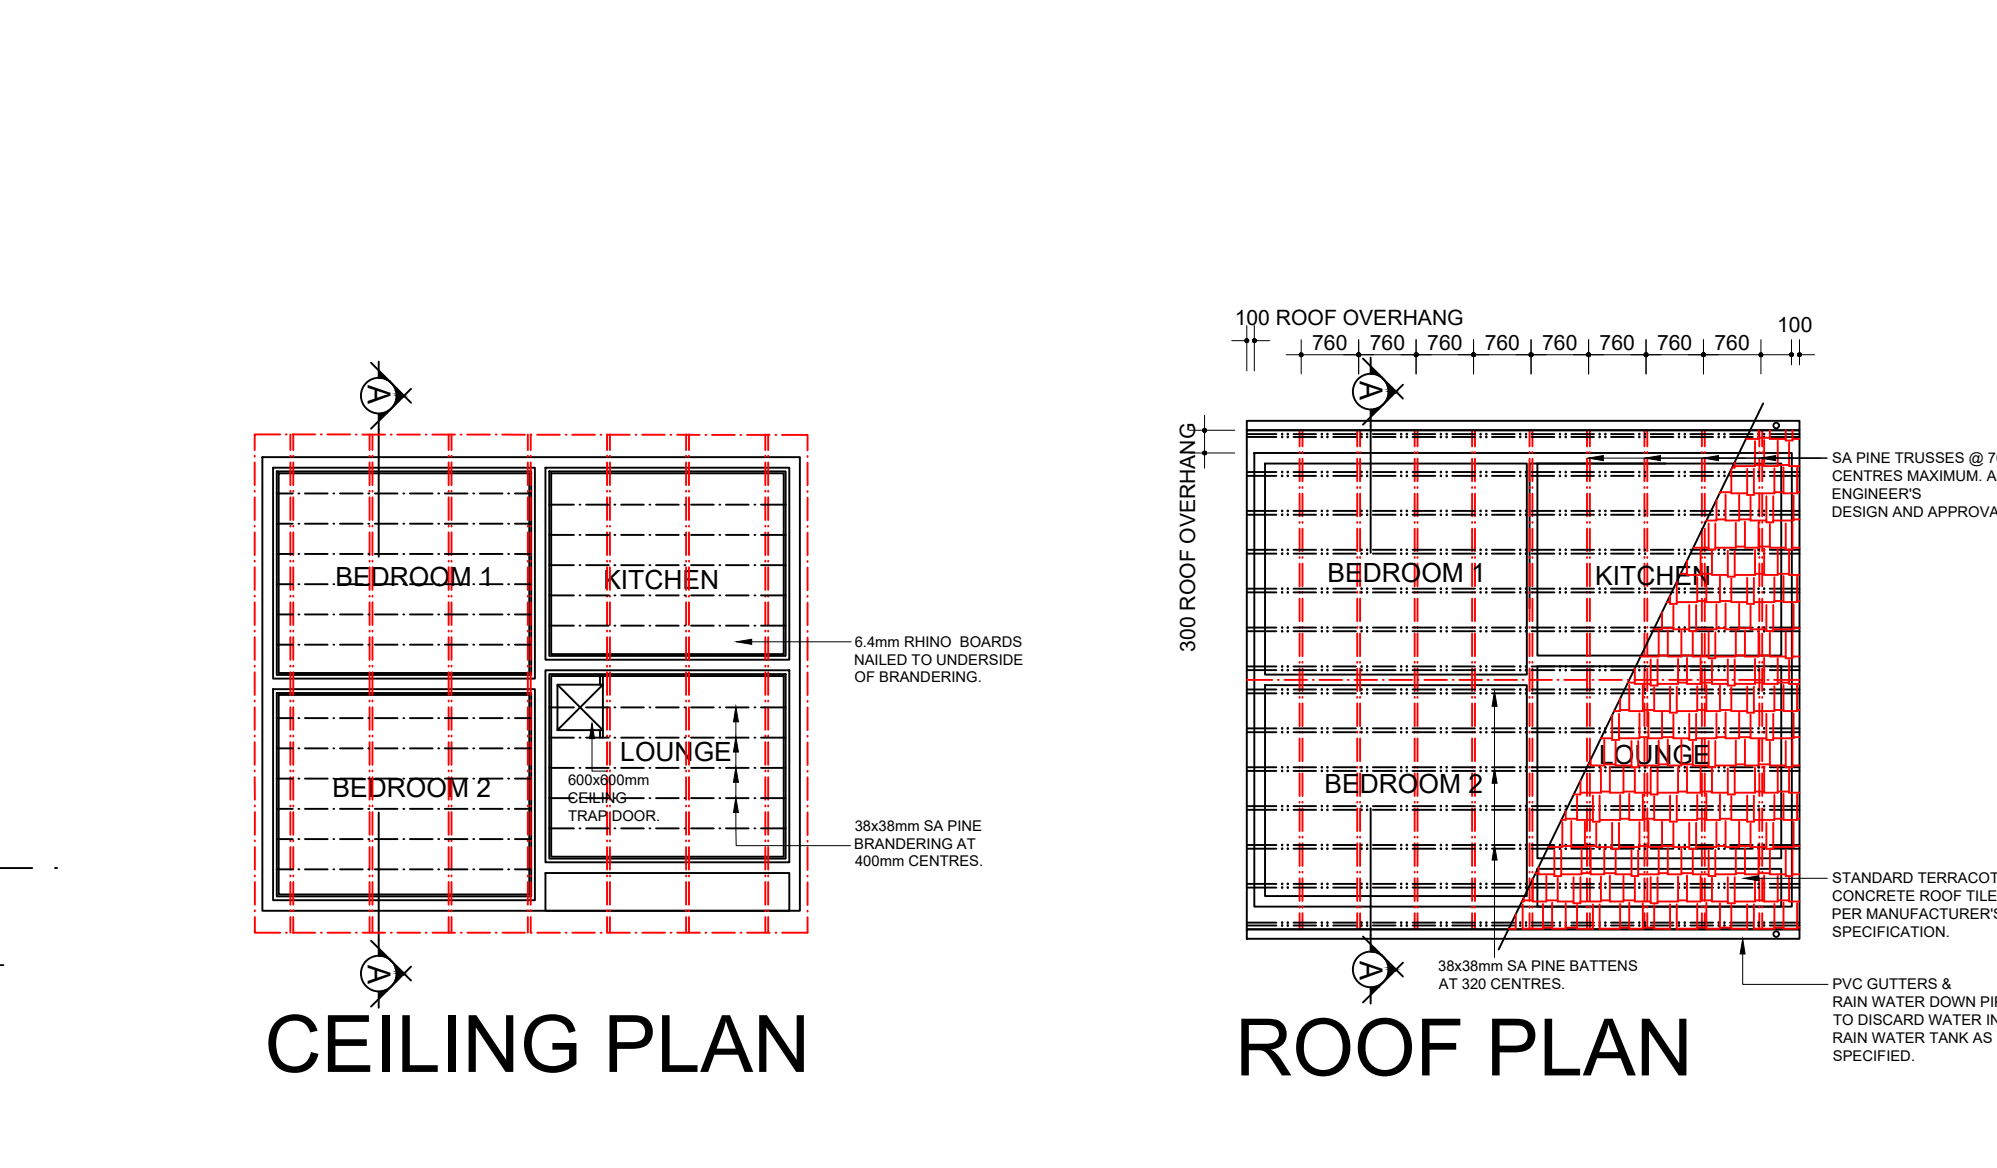 A
BEDROOM 1
KITCHEN
6.4mm RHINO BOARDS
NAILED TO UNDERSIDE
OF BRANDERING.
LOUNGE
600x600mm
CEILING
TRAP DOOR.
BEDROOM 2
38x38mm SA PINE
BRANDERING AT
400mm CENTRES.
A
CEILING PLAN
100 ROOF OVERHANG
100
760 760 760 760 760 760 760 760
A
300 ROOF OVERHANG
SA PINE TRUSSES @
CENTRES MAXIMUM.
ENGINEER'S
DESIGN AND
BEDROOM 1
KITCHEN
LOUNGE
BEDROOM 2
STANDARD
CONCRETE ROOF
PER
SPECIFICATION.
A
38x38mm SA PINE BATTENS
AT 320 CENTRES.
PVC GUTTERS &
RAIN WATER DOWN
TO DISCARD WATER
RAIN WATER TANK AS
SPECIFIED.
ROOF PLAN